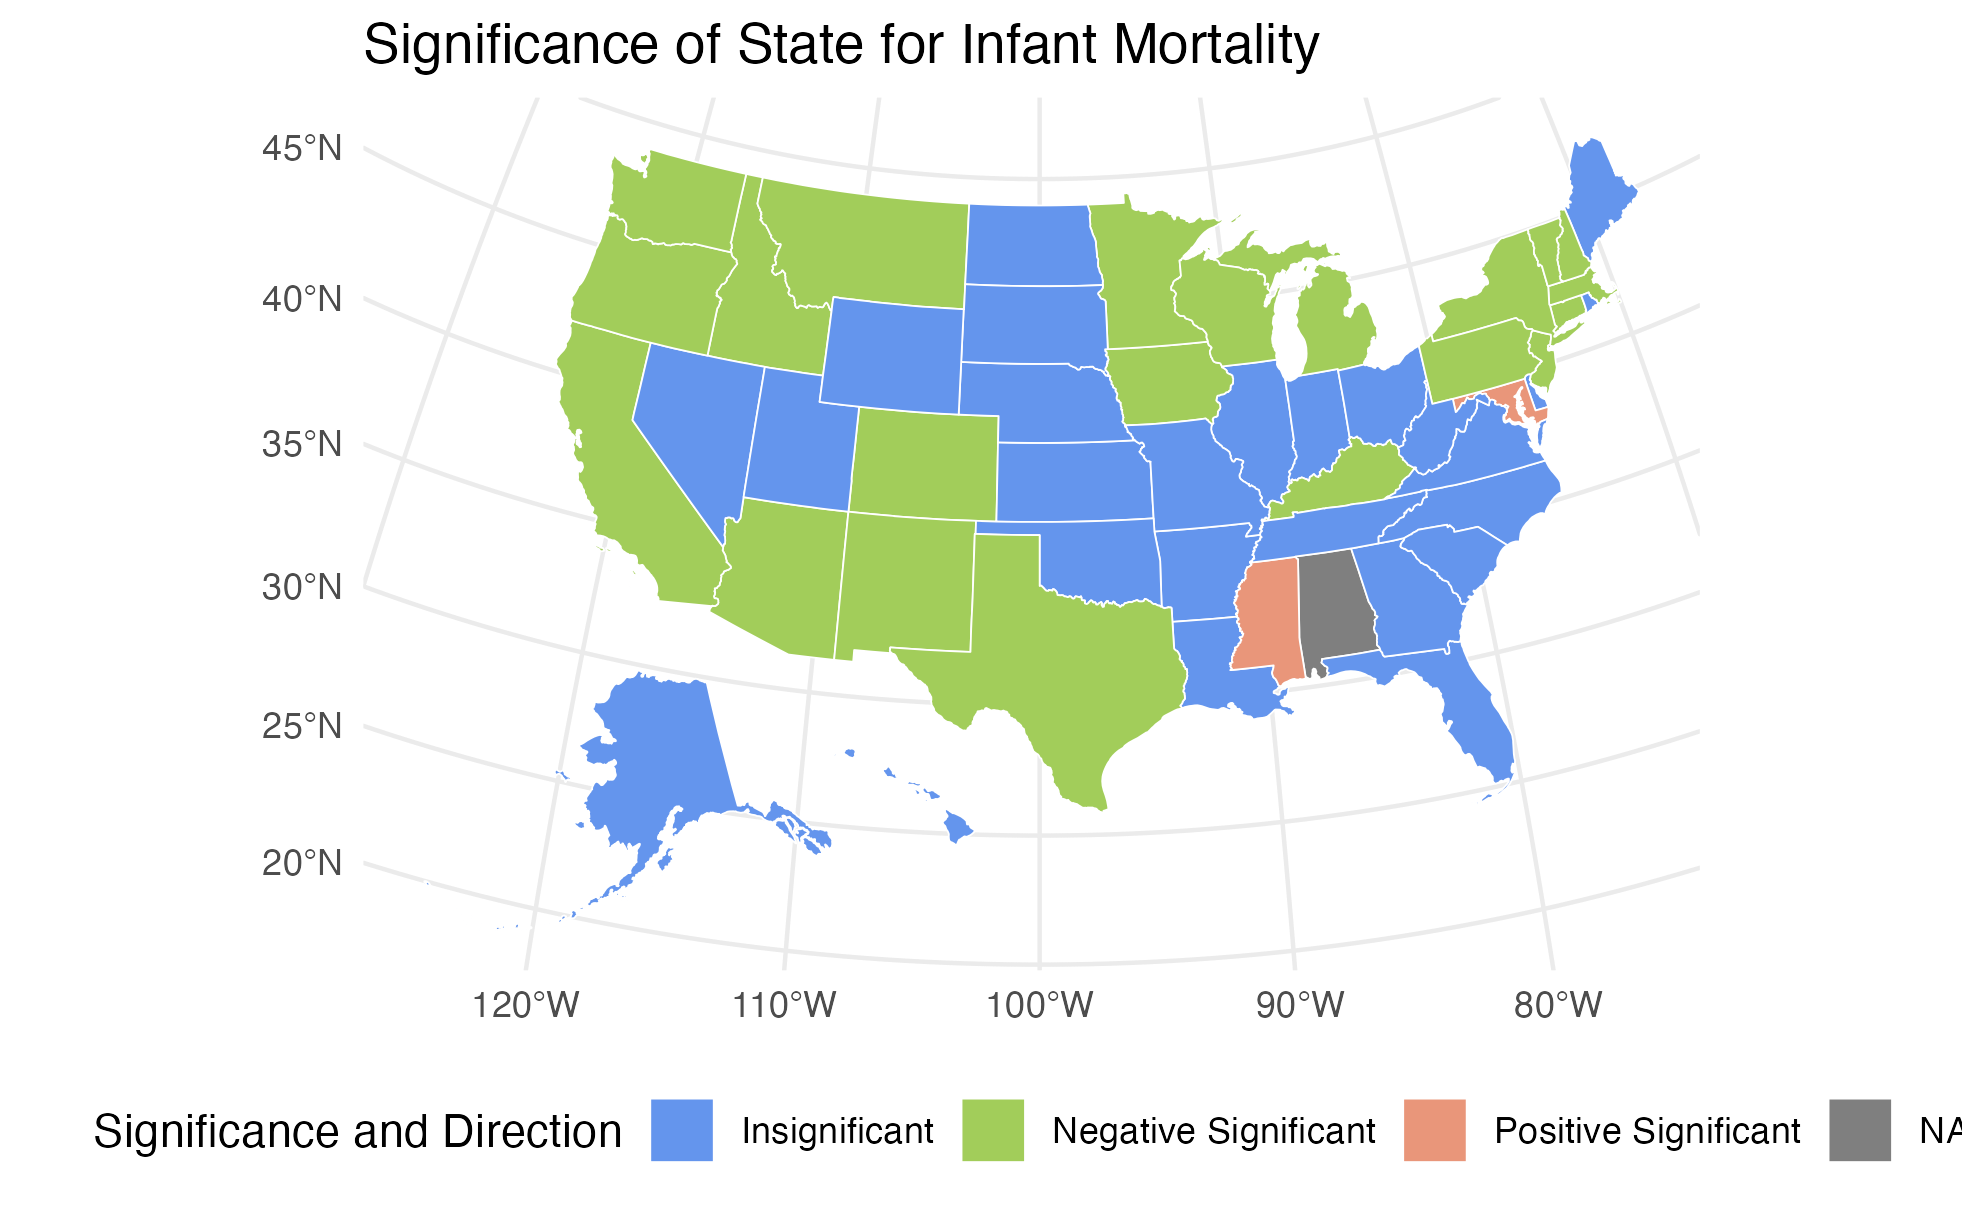 Significance of State for Infant Mortality
45°N
40°N
35°N
30°N
25°N
20°N
120°W 110°W 100°W 90°W 80°W
Significance and Direction Insignificant Negative Significant Positive Significant NA